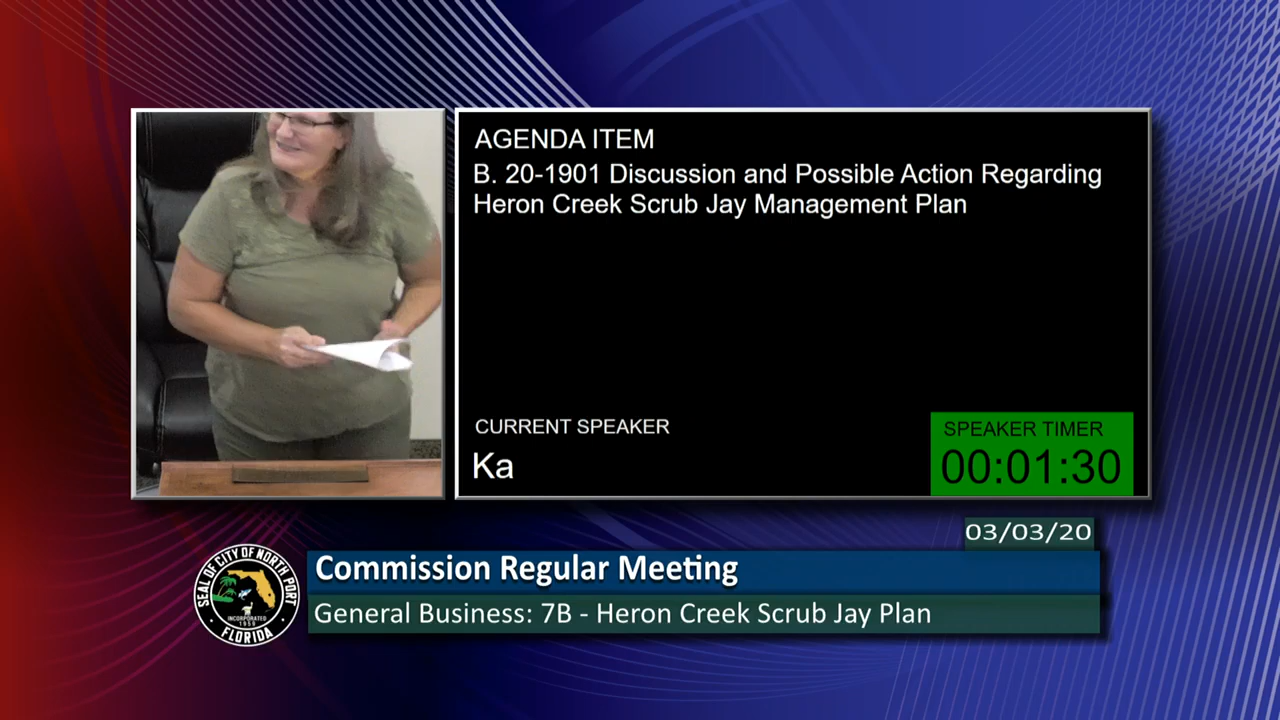 AGENDA ITEM
B. 20-1901 Discussion and Possible Action Regarding
Heron Creek Scrub Jay Management Plan
CURRENT SPEAKER
Ka
SPEAKER TIMER
00:01:30
03/03/20
SEAL OF CITY OF NORTH PORT
INCORPORATED
1959
FLORIDA
Commission Regular Meeting
General Business: 7B - Heron Creek Scrub Jay Plan